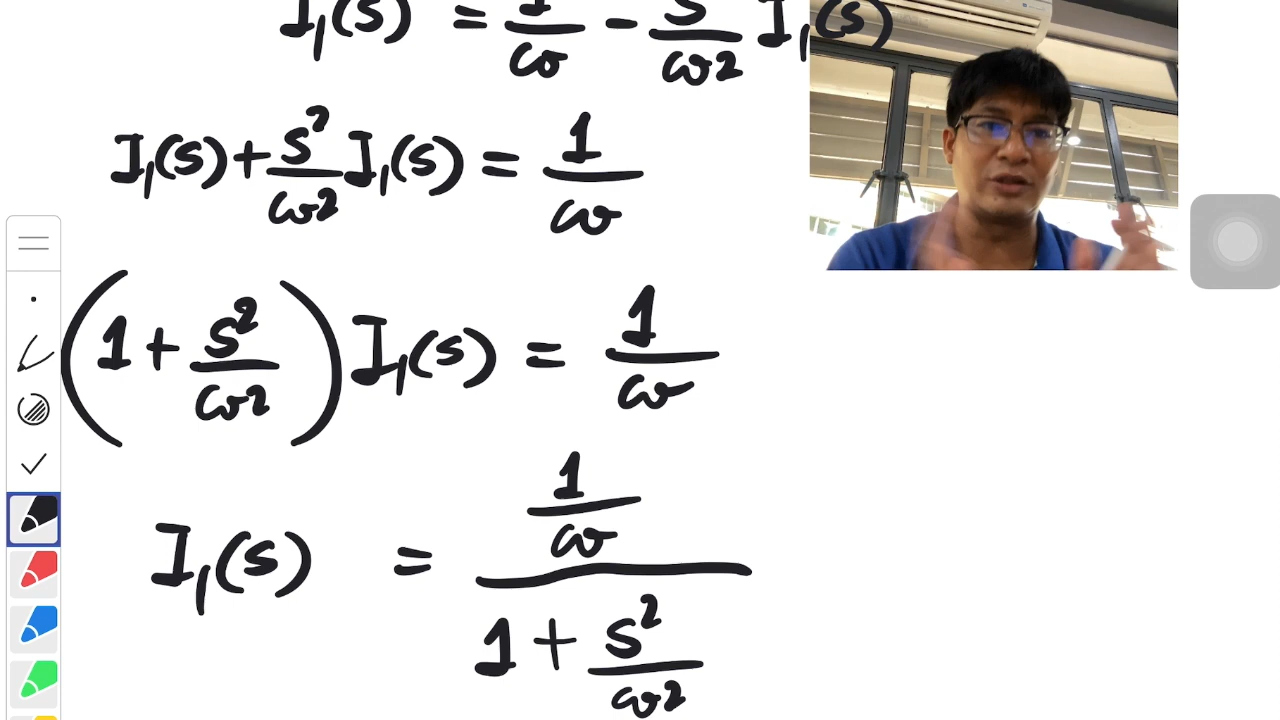 I₁(s) = 1/ω - s²/ω² I₁(s)
I₁(s) + s²/ω² I₁(s) = 1/ω
(1 + s²/ω²) I₁(s) = 1/ω
I₁(s) = (1/ω)/(1 + s²/ω²)